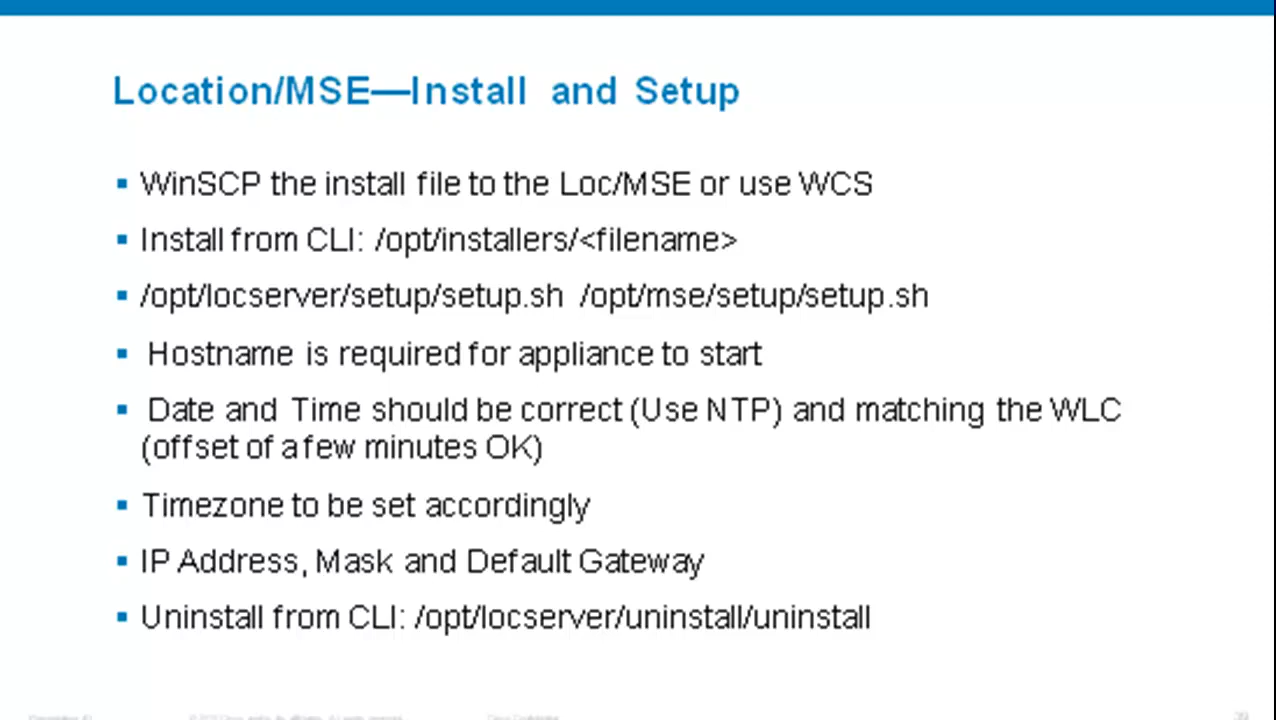 Location/MSE—Install and Setup
▪ WinSCP the install file to the Loc/MSE or use WCS
▪ Install from CLI: /opt/installers/<filename>
▪ /opt/locserver/setup/setup.sh /opt/mse/setup/setup.sh
▪ Hostname is required for appliance to start
▪ Date and Time should be correct (Use NTP) and matching the WLC
(offset of a few minutes OK)
▪ Timezone to be set accordingly
▪ IP Address, Mask and Default Gateway
▪ Uninstall from CLI: /opt/locserver/uninstall/uninstall